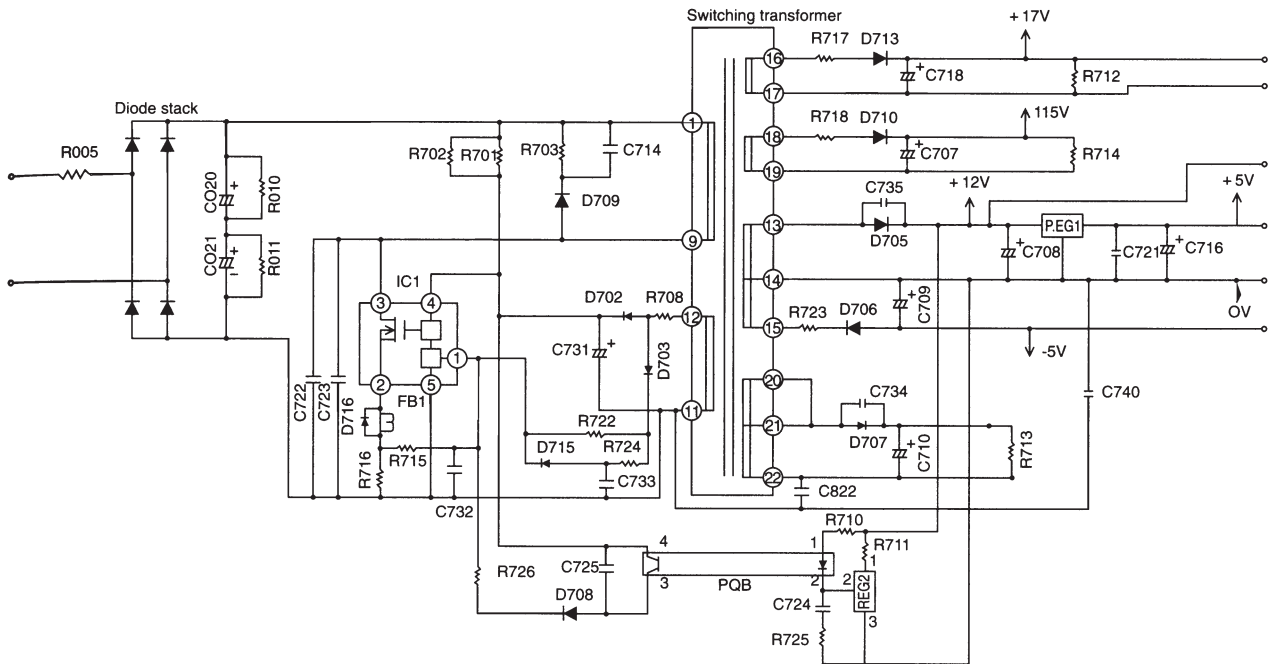 Switching transformer
+ 17V
R717
D713
16
+
C718
R712
17
Diode stack
115V
R718
D710
18
+
C707
R714
19
1
R005
R702
R701
R703
C714
C735
+ 12V
+ 5V
CO20
+
R010
D709
13
D705
P.EG1
+
C708
C721
+
C716
CO21
+
−
R011
9
14
IC1
3
4
+
C709
OV
D702
R708
12
R723
D706
15
C731
+
D703
1
-5V
C722
C723
D716
2
5
FB1
11
20
C734
C740
R722
21
D707
+
C710
R713
R716
R715
D715
R724
C733
22
C732
C822
R710
4
1
R711
1
R726
C725
3
PQB
2
2
REG2
3
D708
C724
R725